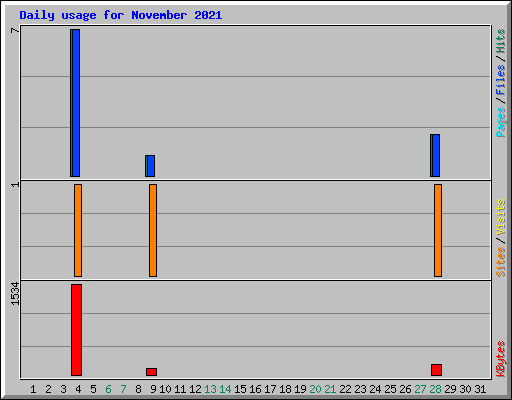 Daily usage for November 2021
7
Pages / Files / Hits
1
Sites / Visits
1534
KBytes
1 2 3 4 5 6 7 8 9 10 11 12 13 14 15 16 17 18 19 20 21 22 23 24 25 26 27 28 29 30 31